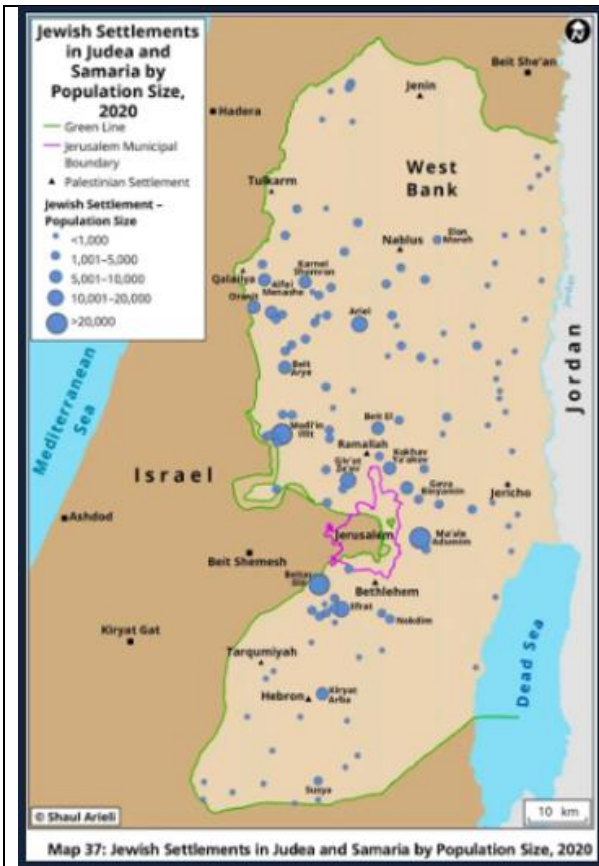 Jewish Settlements
in Judea and
Samaria by
Population Size,
2020
Green Line
Jerusalem Municipal
Boundary
Palestinian Settlement
Jewish Settlement –
Population Size
<1,000
1,001–5,000
5,001–10,000
10,001–20,000
>20,000
Beit She'an
Jenin
Hadera
West
Bank
Tulkarm
Nablus
Elon
Moreh
Qalqilya
Karnei
Shomron
Alfei
Menashe
Oranit
Ariel
Jordan
Beit
Arye
Mediterranean
Sea
Beit El
Modi'in
Illit
Ramallah
Kokhav
Ya'akov
Giv'at
Ze'ev
Israel
Geva
Binyamin
Jericho
Ashdod
Jerusalem
Ma'ale
Adumim
Beit Shemesh
Beitar
Illit
Bethlehem
Efrat
Nokdim
Kiryat Gat
Tarqumiyah
Dead Sea
Hebron
Kiryat
Arba
Susya
© Shaul Arieli
10 km
Map 37: Jewish Settlements in Judea and Samaria by Population Size, 2020